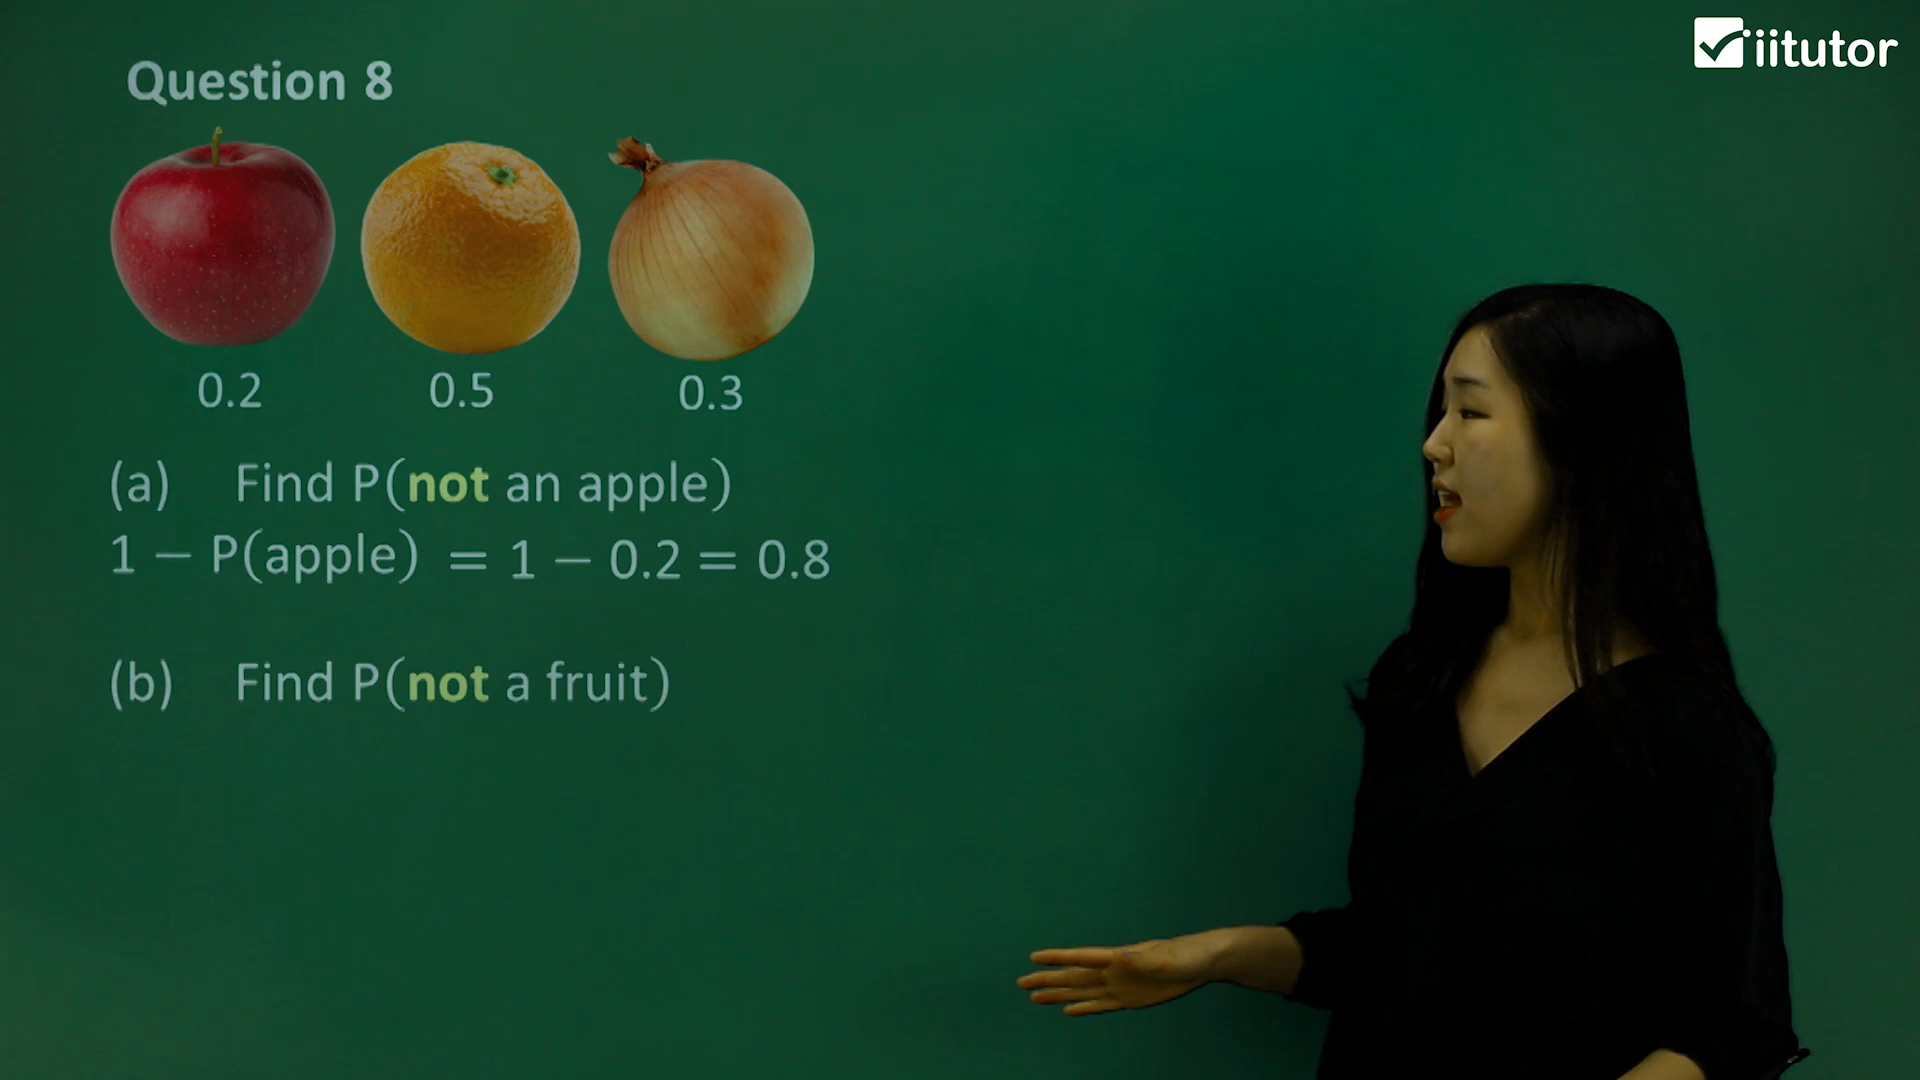 iitutor
Question 8
0.2 0.5 0.3
(a) Find P(not an apple)
1 − P(apple) = 1 − 0.2 = 0.8
(b) Find P(not a fruit)